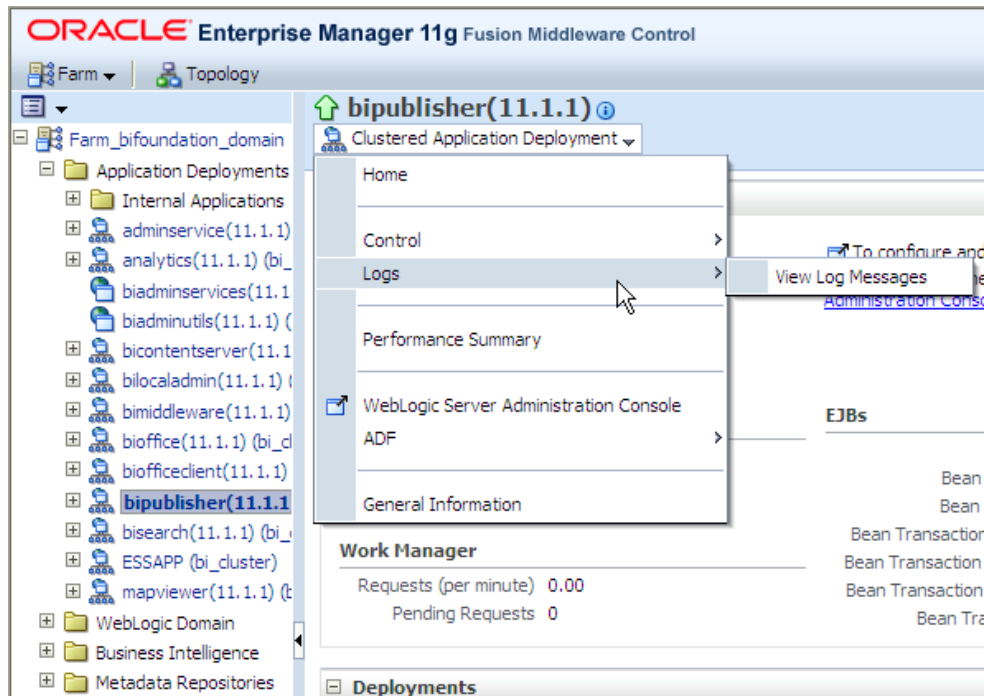 ORACLE Enterprise Manager 11g Fusion Middleware Control
Farm
Topology
Farm_bifoundation_domain
Application Deployments
Internal Applications
adminservice(11.1.1)
analytics(11.1.1) (bi_
biadminservices(11.1
biadminutils(11.1.1) (
bicontentserver(11.1
bilocaladmin(11.1.1) (
bimiddleware(11.1.1)
bioffice(11.1.1) (bi_cl
biofficeclient(11.1.1)
bipublisher(11.1.1
bisearch(11.1.1) (bi_
ESSAPP (bi_cluster)
mapviewer(11.1.1) (b
WebLogic Domain
Business Intelligence
Metadata Repositories
bipublisher(11.1.1)
Clustered Application Deployment
Home
Control
Logs
View Log Messages
Performance Summary
WebLogic Server Administration Console
ADF
General Information
To configure and
Administration Conso
EJBs
Bean
Bean
Bean Transaction
Bean Transaction
Bean Transaction
Bean Tra
Work Manager
Requests (per minute) 0.00
Pending Requests 0
Deployments